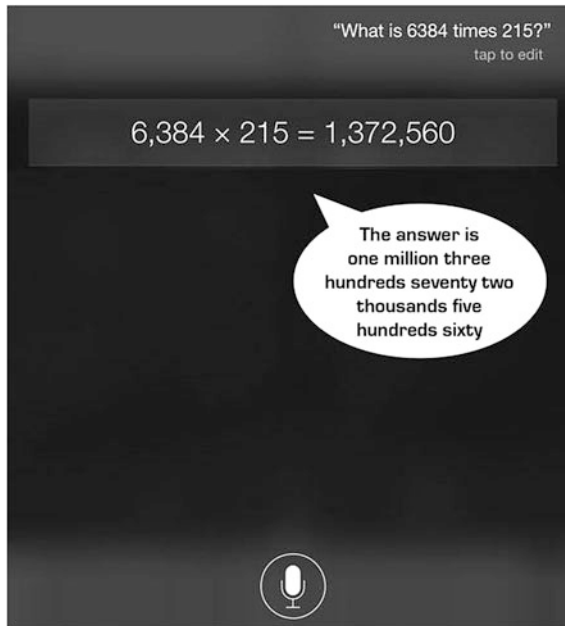 “What is 6384 times 215?”
tap to edit
6,384 × 215 = 1,372,560
The answer is
one million three
hundreds seventy two
thousands five
hundreds sixty